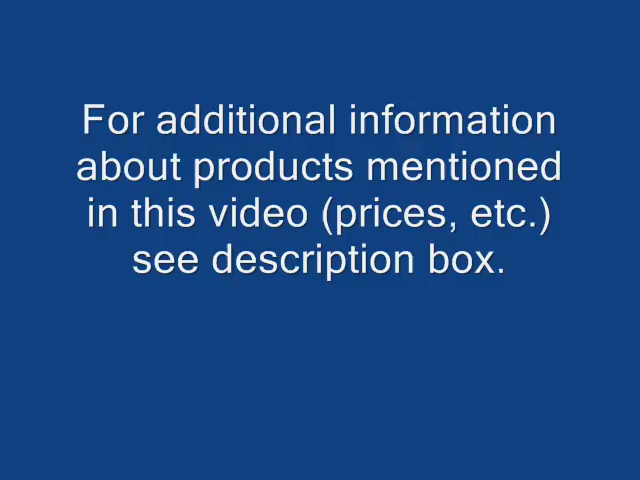 For additional information
about products mentioned
in this video (prices, etc.)
see description box.